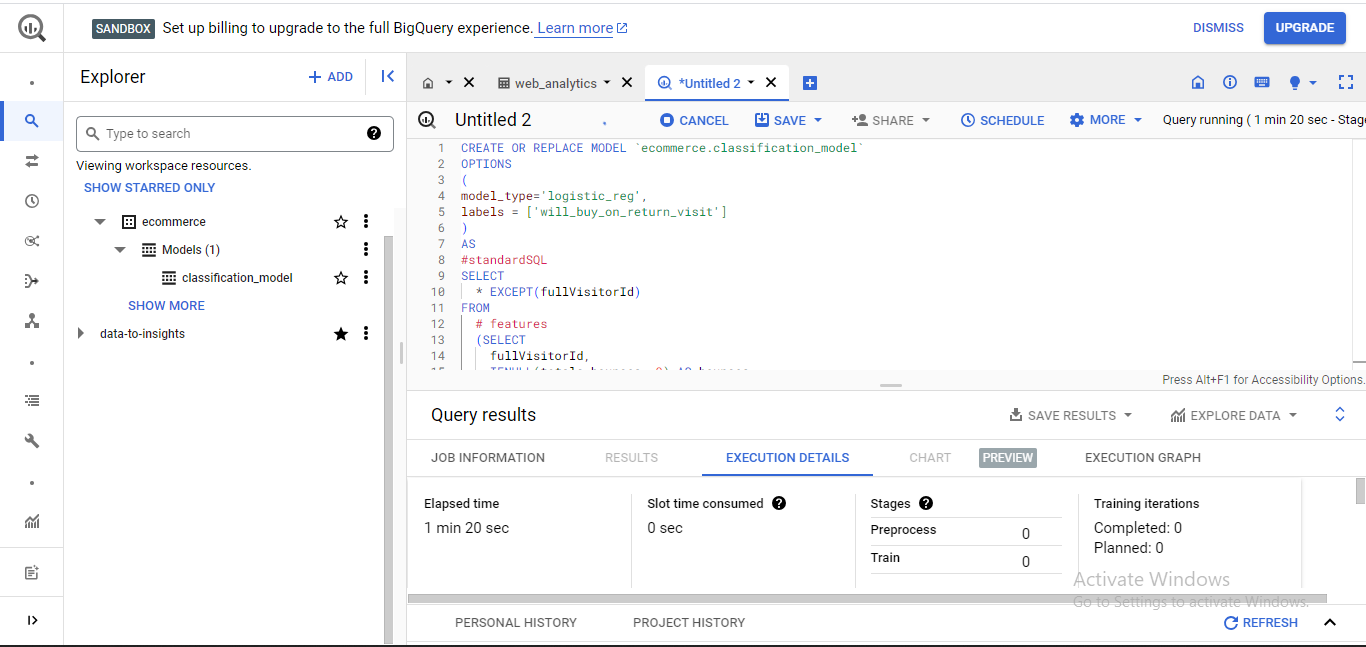 SANDBOX Set up billing to upgrade to the full BigQuery experience. Learn more
DISMISS
UPGRADE
Explorer
+ ADD
Type to search
Viewing workspace resources.
SHOW STARRED ONLY
ecommerce
Models (1)
classification_model
SHOW MORE
data-to-insights
web_analytics
*Untitled 2
Untitled 2
CANCEL
SAVE
SHARE
SCHEDULE
MORE
Query running ( 1 min 20 sec - Stag
1 CREATE OR REPLACE MODEL `ecommerce.classification_model`
2 OPTIONS
3 (
4 model_type='logistic_reg',
5 labels = ['will_buy_on_return_visit']
6 )
7 AS
8 #standardSQL
9 SELECT
10 * EXCEPT(fullVisitorId)
11 FROM
12 # features
13 (SELECT
14 fullVisitorId,
Press Alt+F1 for Accessibility Options.
Query results
SAVE RESULTS
EXPLORE DATA
JOB INFORMATION
RESULTS
EXECUTION DETAILS
CHART
PREVIEW
EXECUTION GRAPH
Elapsed time
1 min 20 sec
Slot time consumed
0 sec
Stages
Preprocess 0
Train 0
Training iterations
Completed: 0
Planned: 0
Activate Windows
Go to Settings to activate Windows.
PERSONAL HISTORY
PROJECT HISTORY
REFRESH